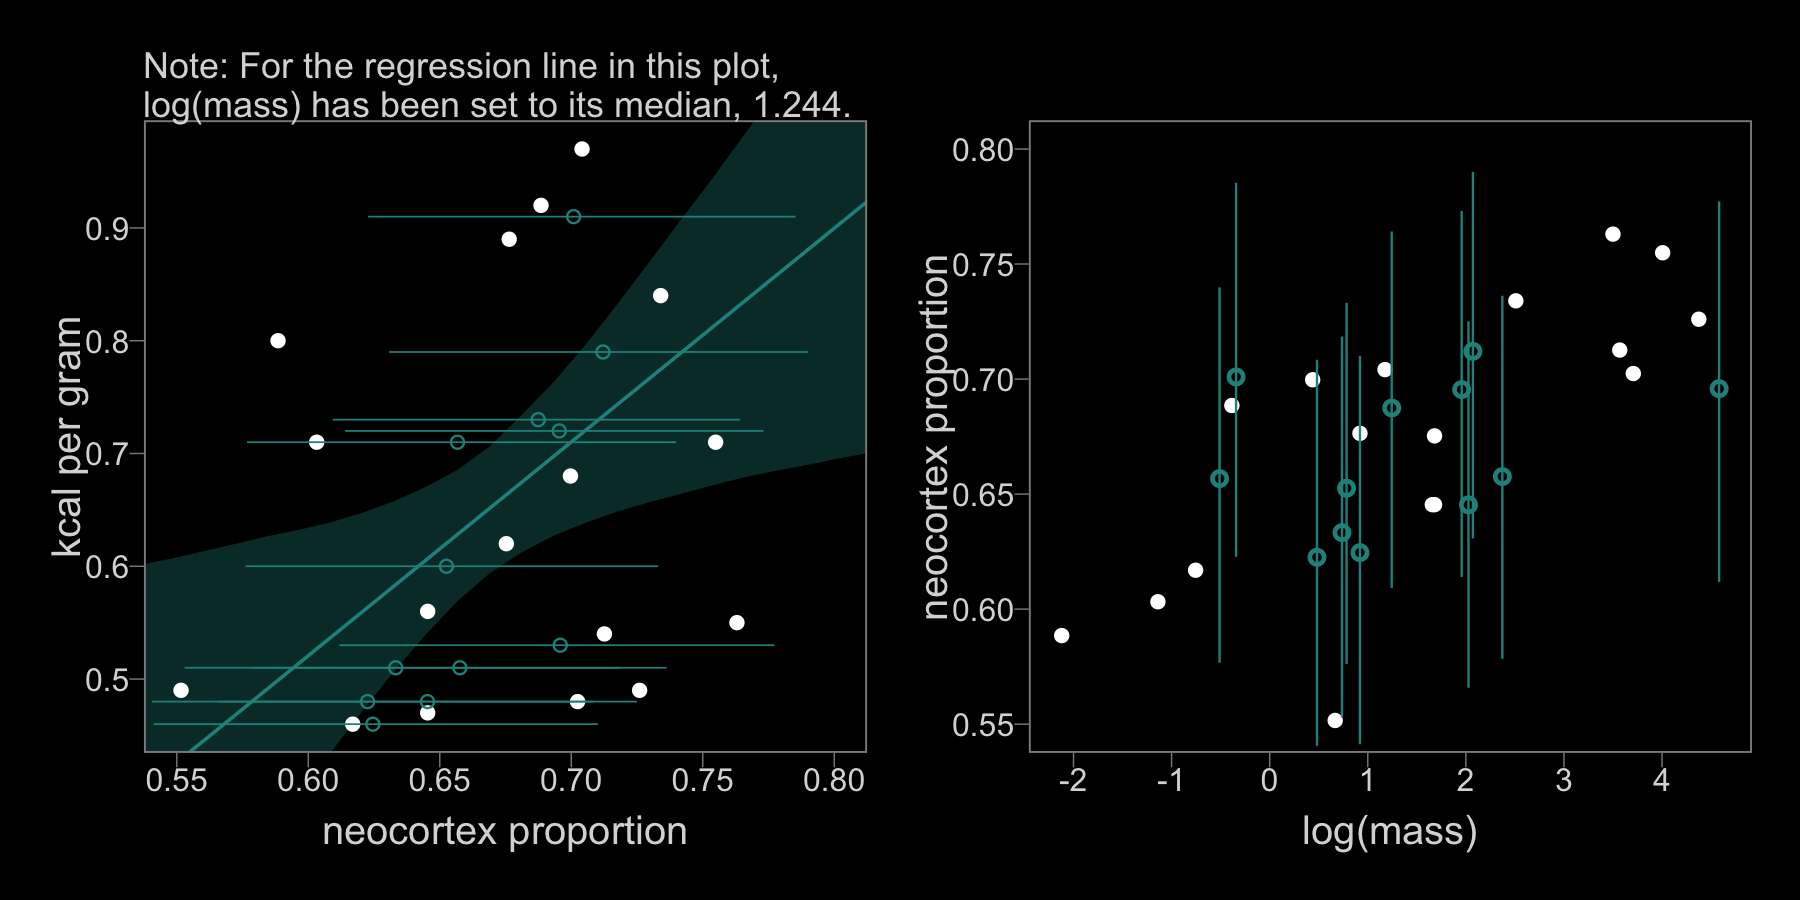 Note: For the regression line in this plot,
log(mass) has been set to its median, 1.244.
kcal per gram
0.9
0.8
0.7
0.6
0.5
0.55 0.60 0.65 0.70 0.75 0.80
neocortex proportion
neocortex proportion
0.80
0.75
0.70
0.65
0.60
0.55
-2 -1 0 1 2 3 4
log(mass)